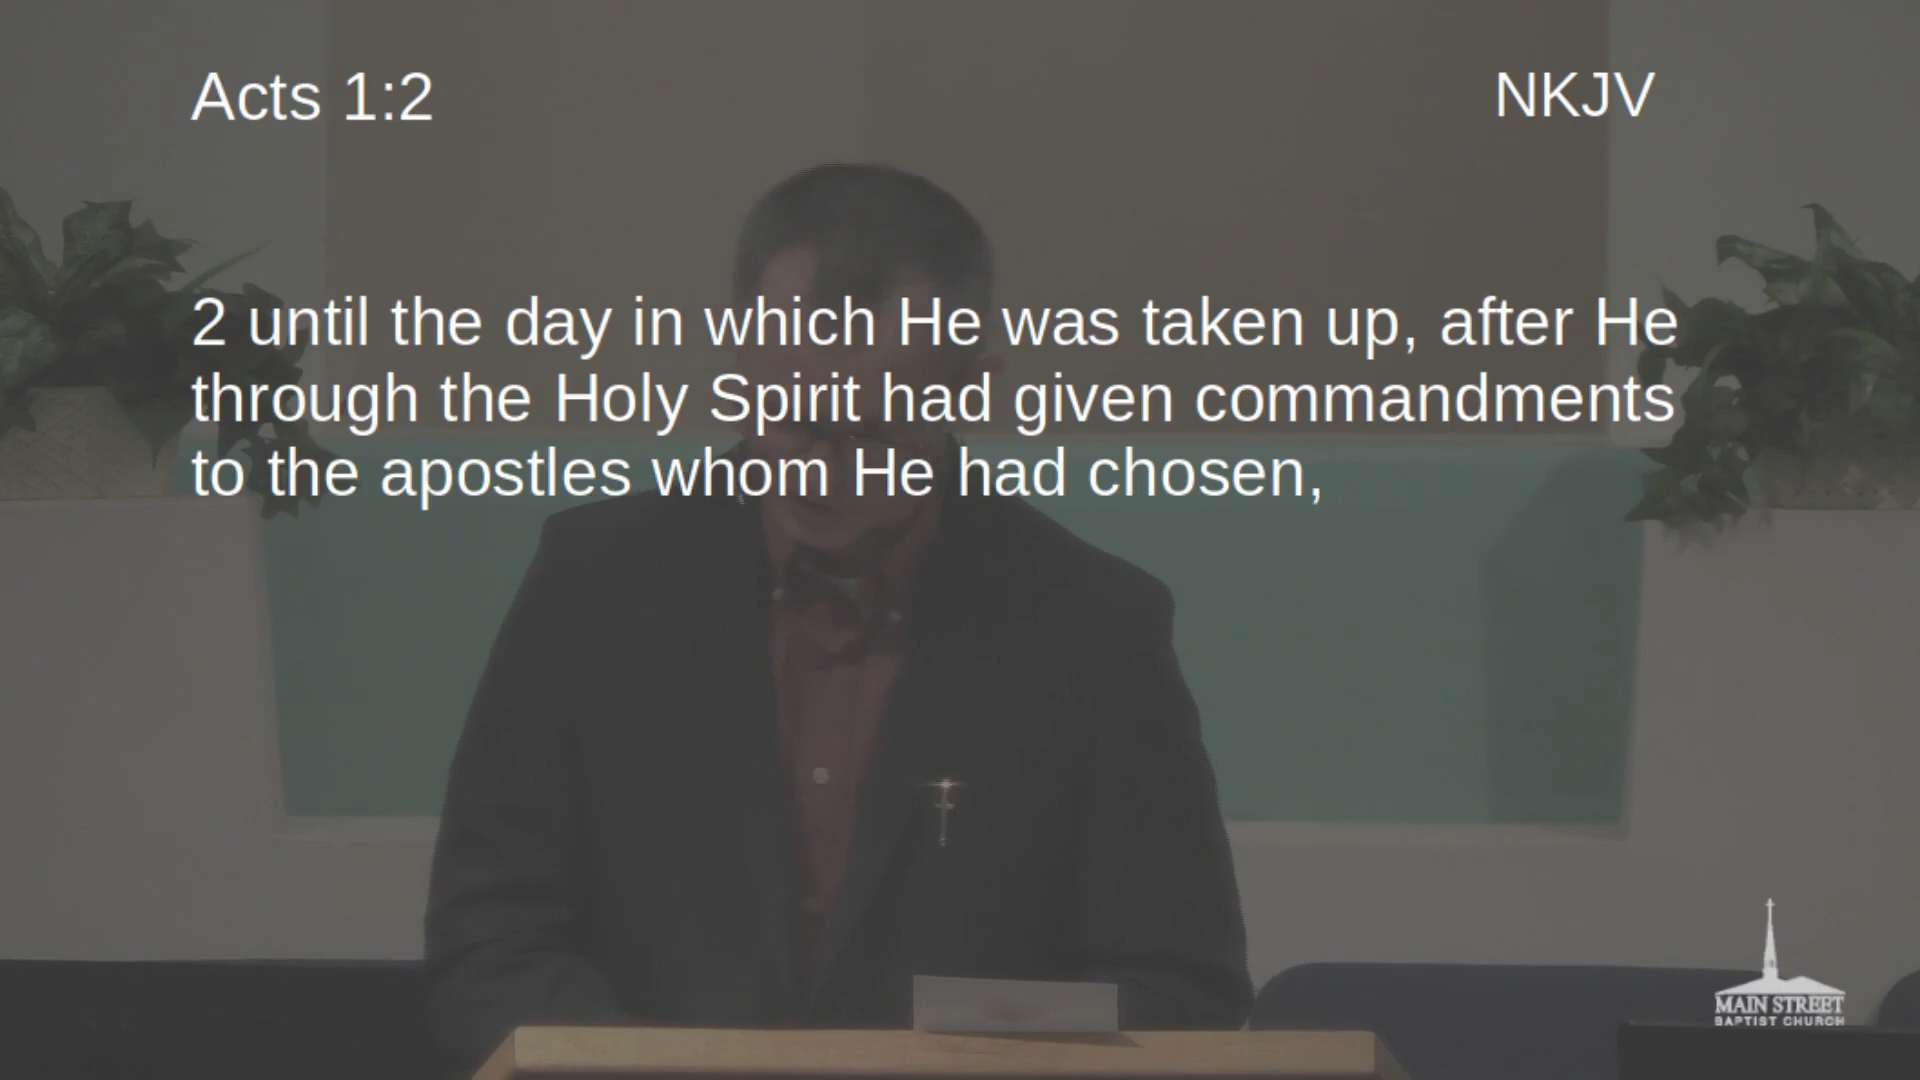 Acts 1:2
NKJV
2 until the day in which He was taken up, after He
through the Holy Spirit had given commandments
to the apostles whom He had chosen,
MAIN STREET
BAPTIST CHURCH